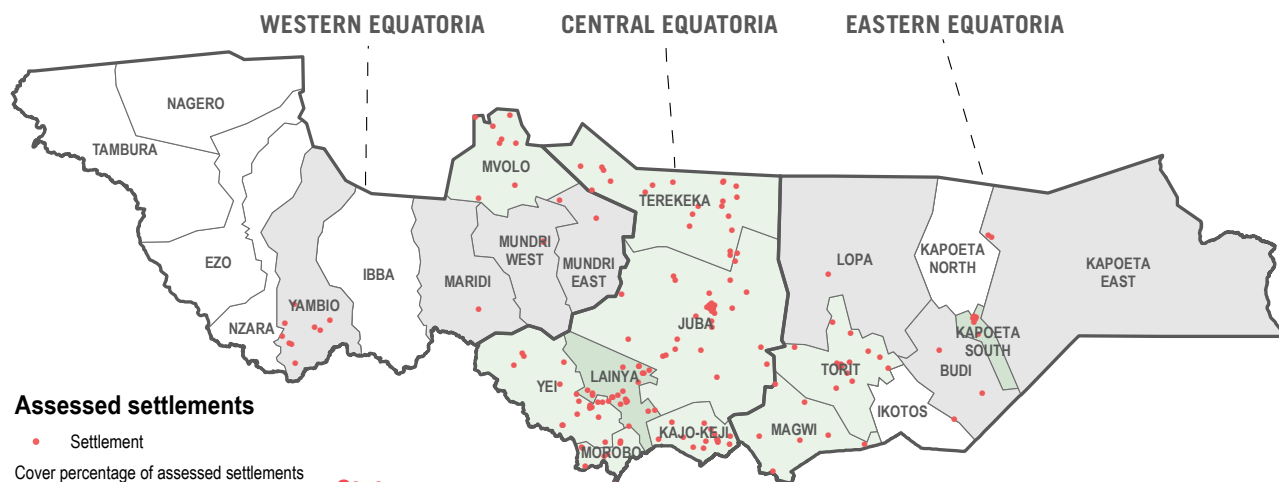 WESTERN EQUATORIA
CENTRAL EQUATORIA
EASTERN EQUATORIA
NAGERO
TAMBURA
MVOLO
TEREKEKA
EZO
IBBA
MUNDRI
WEST
MUNDRI
EAST
LOPA
KAPOETA
NORTH
KAPOETA
EAST
MARIDI
YAMBIO
NZARA
JUBA
KAPOETA
SOUTH
YEI
LAINYA
TORIT
BUDI
IKOTOS
KAJO-KEJI
MAGWI
MOROBO
Assessed settlements
Settlement
Cover percentage of assessed settlements